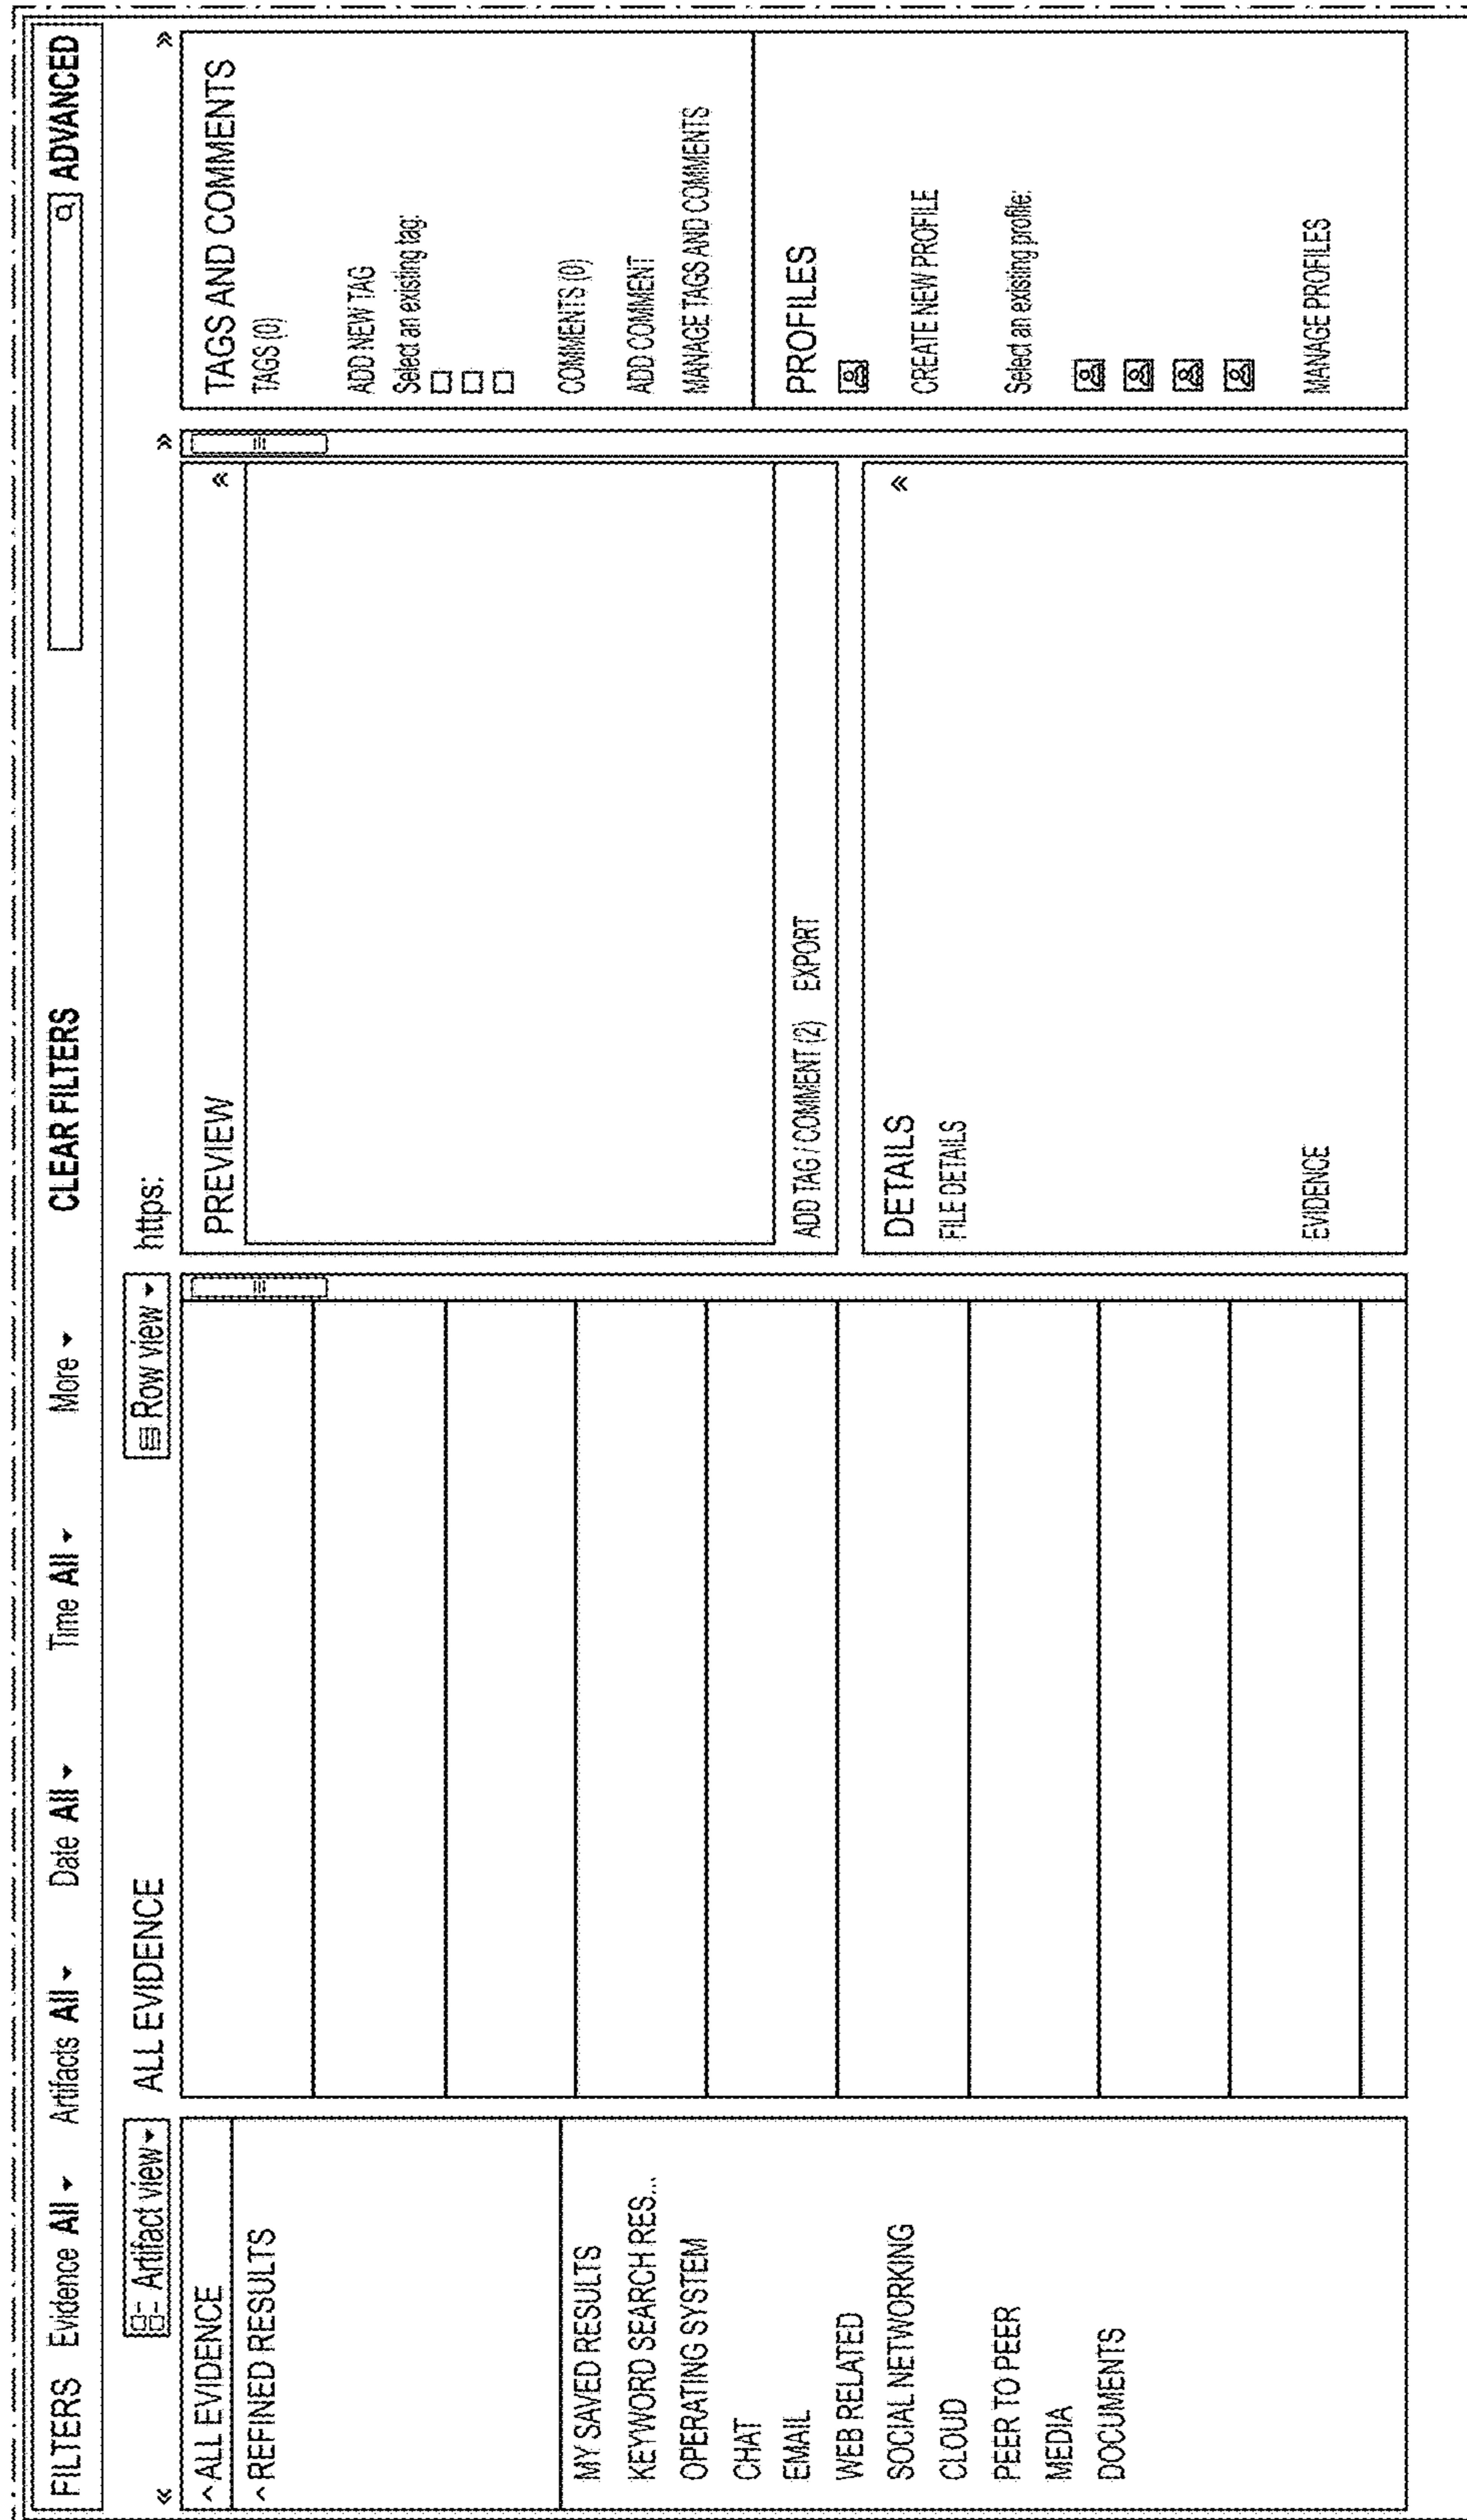 FILTERS Evidence All Artifacts All Date All Time All More CLEAR FILTERS ADVANCED
Artifact view
ALL EVIDENCE
Row view
https:
^ ALL EVIDENCE
^ REFINED RESULTS
MY SAVED RESULTS
KEYWORD SEARCH RES...
OPERATING SYSTEM
CHAT
EMAIL
WEB RELATED
SOCIAL NETWORKING
CLOUD
PEER TO PEER
MEDIA
DOCUMENTS
PREVIEW
ADD TAG / COMMENT (2) EXPORT
DETAILS
FILE DETAILS
EVIDENCE
TAGS AND COMMENTS
TAGS (0)
ADD NEW TAG
Select an existing tag:
COMMENTS (0)
ADD COMMENT
MANAGE TAGS AND COMMENTS
PROFILES
CREATE NEW PROFILE
Select an existing profile:
MANAGE PROFILES